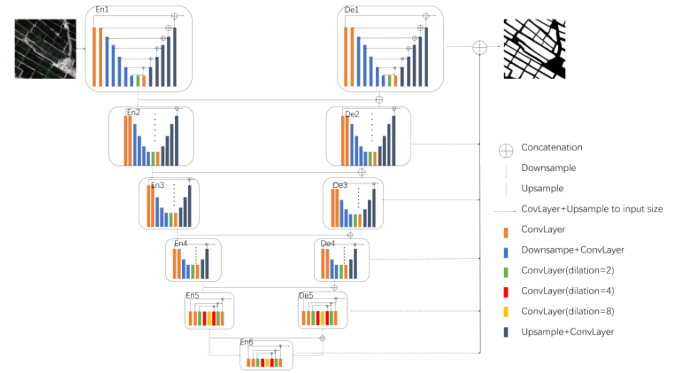 En1
De1
En2
De2
En3
De3
En4
De4
En5
De5
En6
Concatenation
Downsample
Upsample
CovLayer+Upsample to input size
ConvLayer
Downsampe+ConvLayer
ConvLayer(dilation=2)
ConvLayer(dilation=4)
ConvLayer(dilation=8)
Upsample+ConvLayer